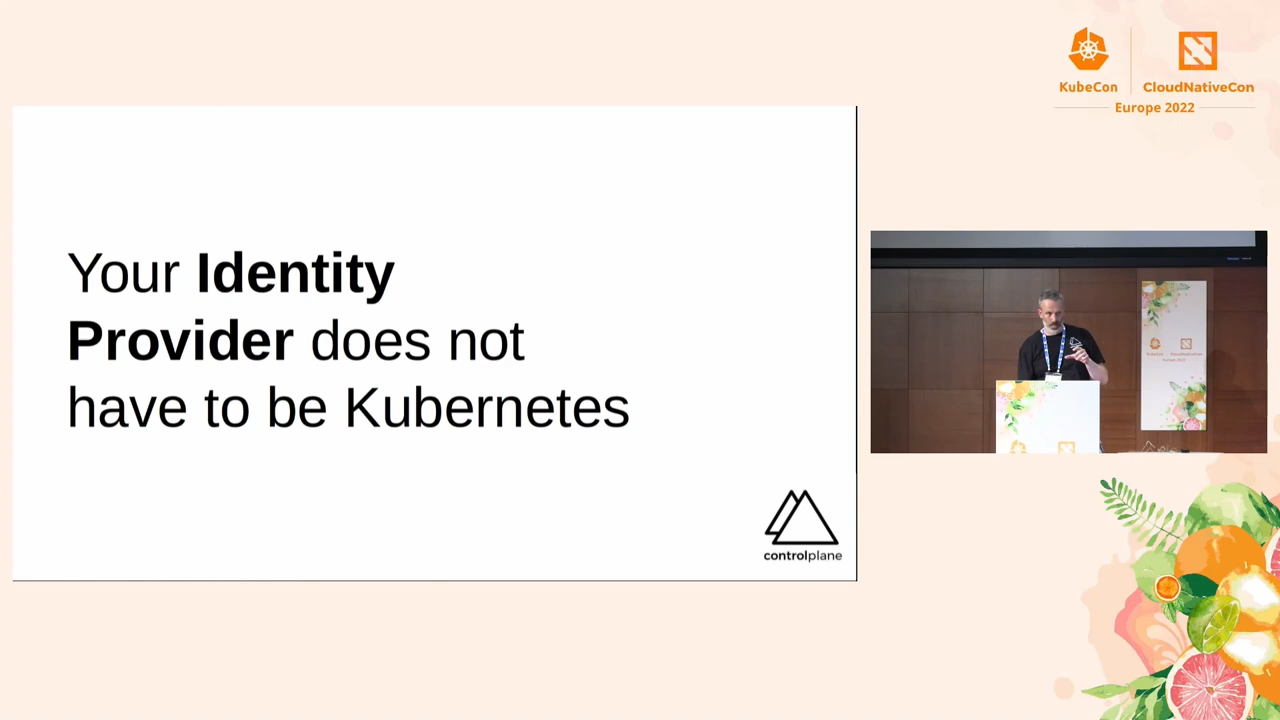 KubeCon
CloudNativeCon
Europe 2022
Your Identity
Provider does not
have to be Kubernetes
controlplane